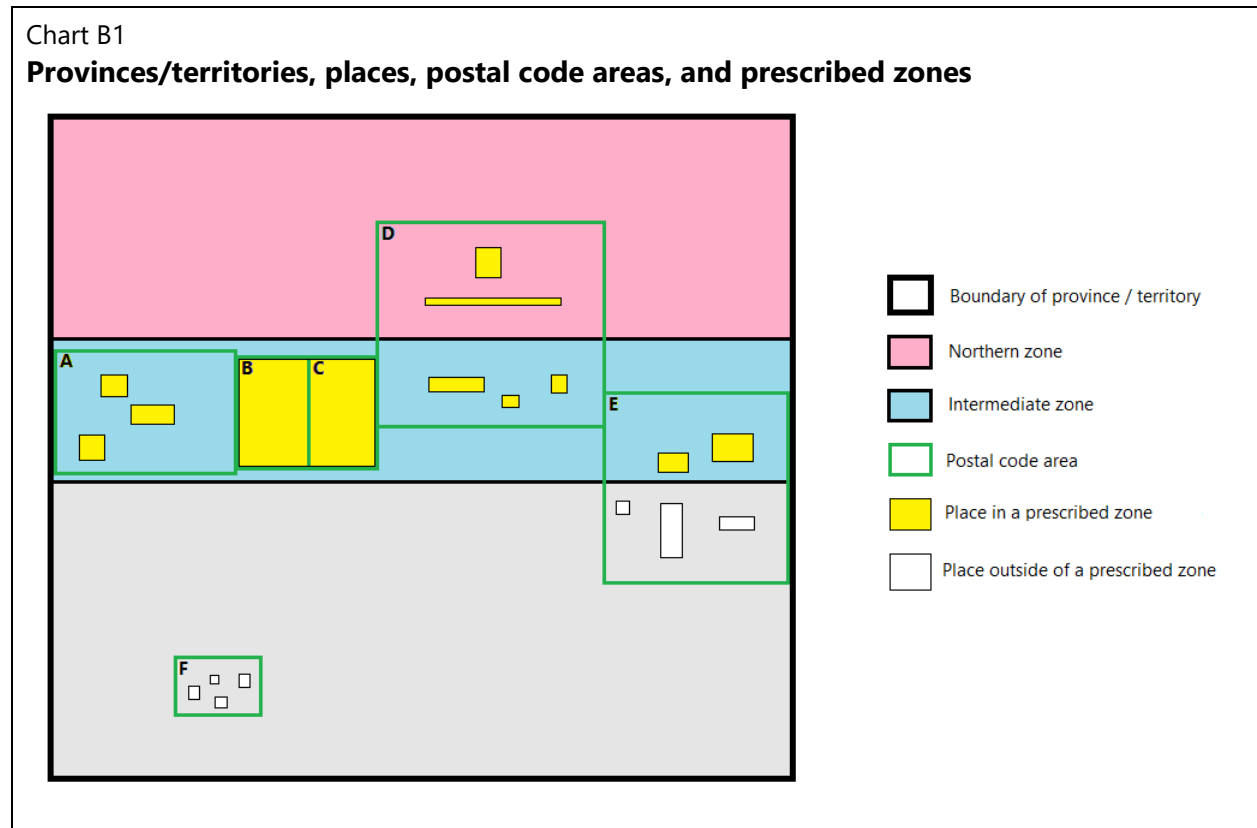 Chart B1
Provinces/territories, places, postal code areas, and prescribed zones
D
A
B
C
E
F
Boundary of province / territory
Northern zone
Intermediate zone
Postal code area
Place in a prescribed zone
Place outside of a prescribed zone